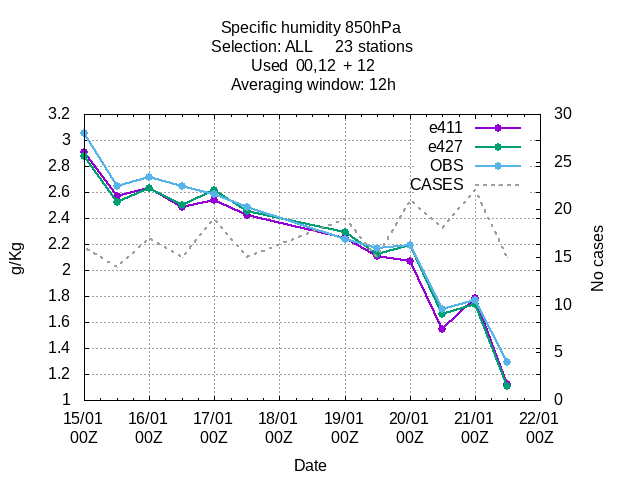 Specific humidity 850hPa
Selection: ALL     23 stations
Used  00,12  + 12
Averaging window: 12h
3.2
3
2.8
2.6
2.4
2.2
2
1.8
1.6
1.4
1.2
1
g/Kg
30
25
20
15
10
5
0
No cases
e411
e427
OBS
CASES
15/01 16/01 17/01 18/01 19/01 20/01 21/01 22/01
00Z 00Z 00Z 00Z 00Z 00Z 00Z 00Z
Date